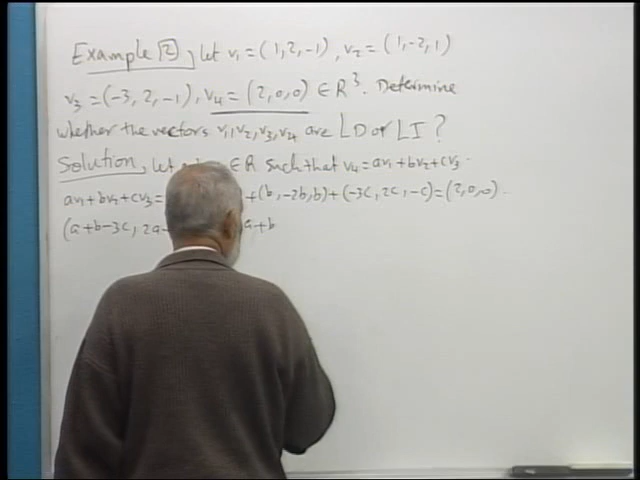 Example [2], let v₁ = (1, 2, -1), v₂ = (1, -2, 1)
v₃ = (-3, 2, -1), v₄ = (2, 0, 0) ∈ R³. Determine
whether the vectors v₁, v₂, v₃, v₄ are LD or LI ?
Solution, let ∈ R such that v₄ = av₁ + bv₂ + cv₃.
av₁ + bv₂ + cv₃ = + (b, -2b, b) + (-3c, 2c, -c) = (2, 0, 0).
(a + b - 3c, 2a a + b